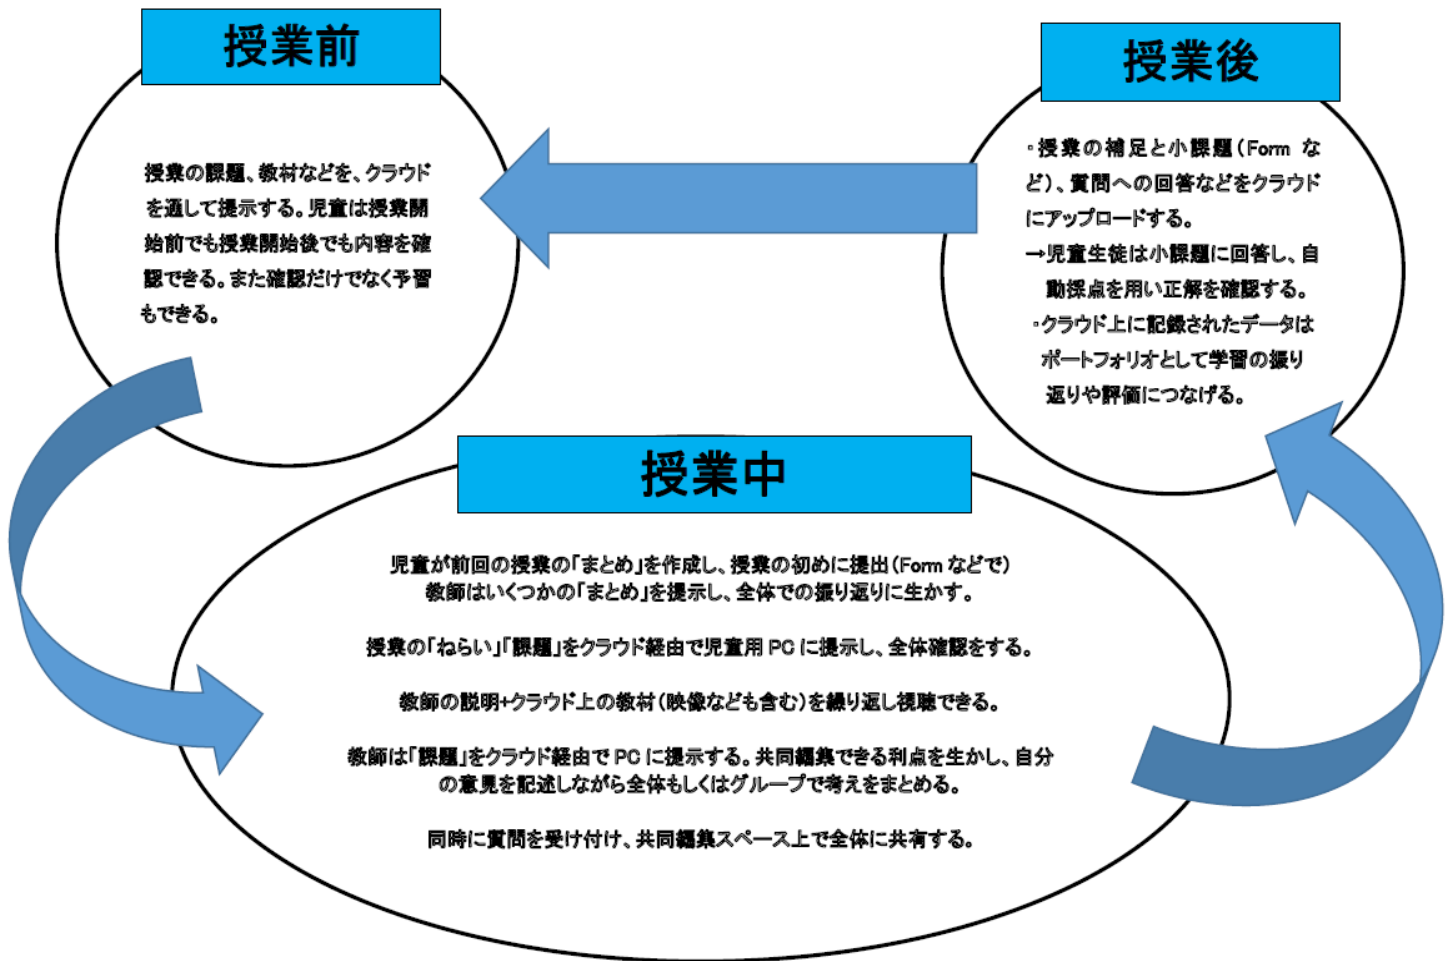 授業前
授業の課題、教材などを、クラウド
を通して提示する。児童は授業開
始前でも授業開始後でも内容を確
認できる。また確認だけでなく予習
もできる。
授業後
・授業の補足と小課題(Form な
ど)、質問への回答などをクラウド
にアップロードする。
→児童生徒は小課題に回答し、自
動採点を用い正解を確認する。
・クラウド上に記録されたデータは
ポートフォリオとして学習の振り
返りや評価につなげる。
授業中
児童が前回の授業の「まとめ」を作成し、授業の初めに提出(Form などで)
教師はいくつかの「まとめ」を提示し、全体での振り返りに生かす。
授業の「ねらい」「課題」をクラウド経由で児童用 PC に提示し、全体確認をする。
教師の説明+クラウド上の教材(映像なども含む)を繰り返し視聴できる。
教師は「課題」をクラウド経由で PC に提示する。共同編集できる利点を生かし、自分
の意見を記述しながら全体もしくはグループで考えをまとめる。
同時に質問を受け付け、共同編集スペース上で全体に共有する。